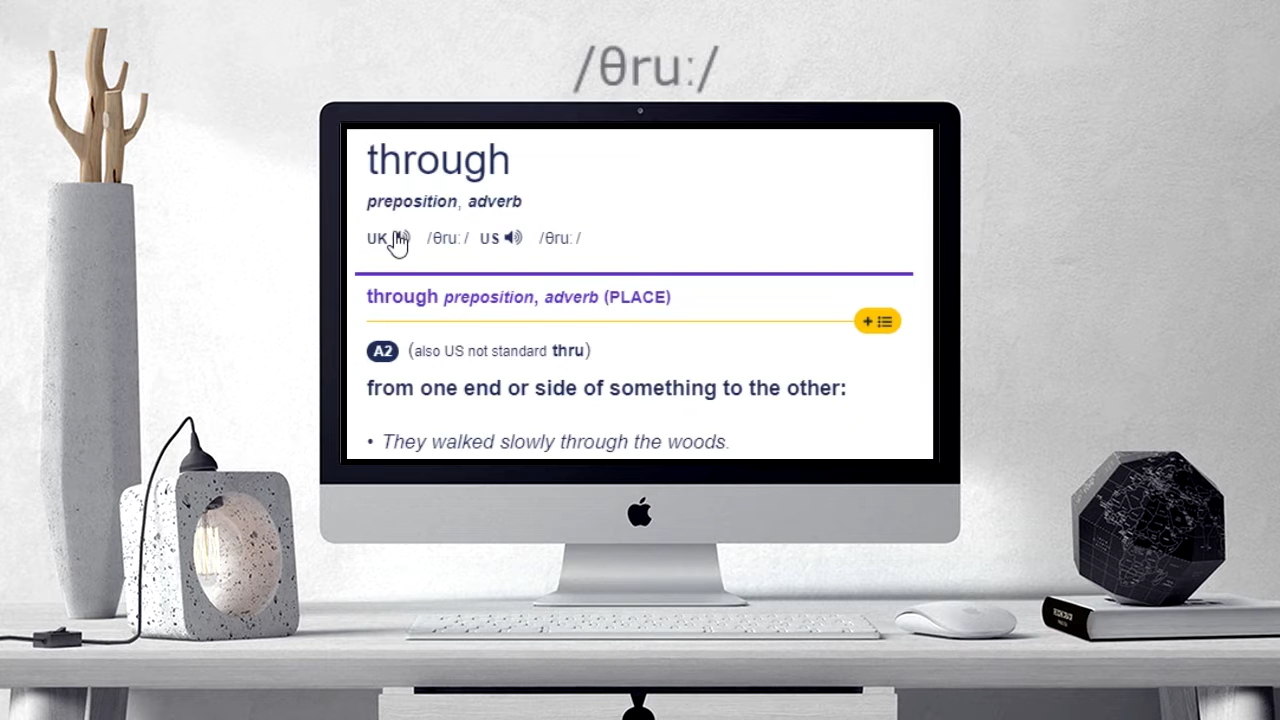 /θruː/
through
preposition, adverb
UK /θruː/ US /θruː/
through preposition, adverb (PLACE)
+
A2 (also US not standard thru)
from one end or side of something to the other:
• They walked slowly through the woods.